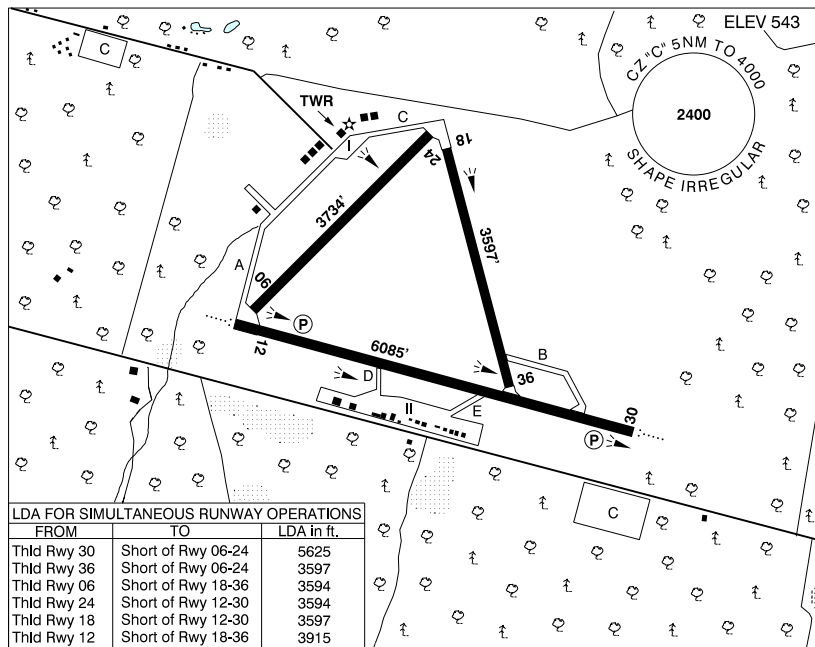 ELEV 543
CZ "C" 5NM TO 4000
2400
SHAPE IRREGULAR
C
TWR
C
I
18
24
3734'
3597'
A
06
P
12
6085'
B
D
36
II
E
30
P
C
LDA FOR SIMULTANEOUS RUNWAY OPERATIONS
FROM TO LDA in ft.
Thld Rwy 30 Short of Rwy 06-24 5625
Thld Rwy 36 Short of Rwy 06-24 3597
Thld Rwy 06 Short of Rwy 18-36 3594
Thld Rwy 24 Short of Rwy 12-30 3594
Thld Rwy 18 Short of Rwy 12-30 3597
Thld Rwy 12 Short of Rwy 18-36 3915